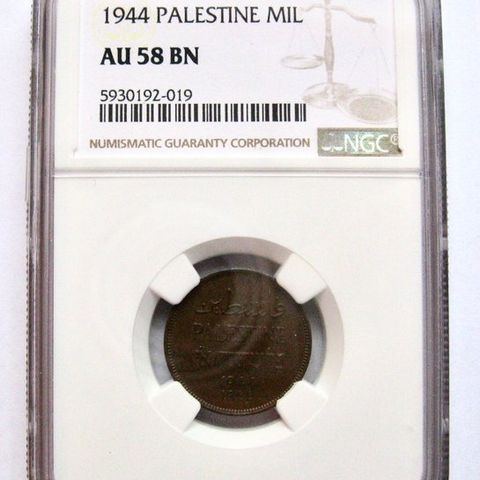 1944 PALESTINE MIL
AU 58 BN
5930192-019
NUMISMATIC GUARANTY CORPORATION
NGC
فلسطين
PALESTINE